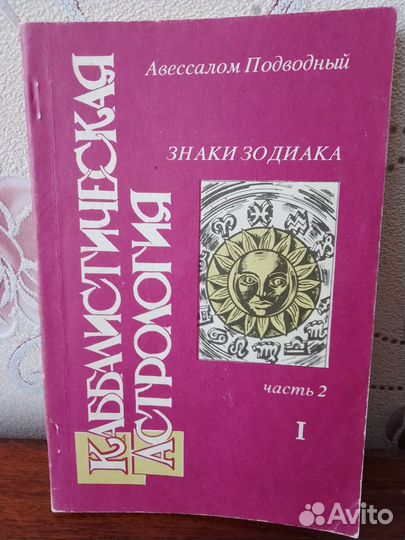 Авессалом Подводный
КАББАЛИСТИЧЕСКАЯ
АСТРОЛОГИЯ
ЗНАКИ ЗОДИАКА
часть 2
I
Avito